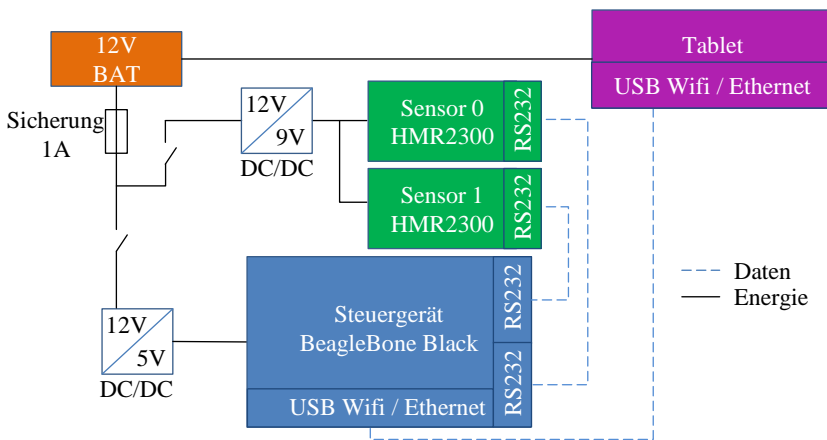 12V
BAT
Tablet
USB Wifi / Ethernet
Sicherung
1A
12V
9V
DC/DC
Sensor 0
HMR2300
RS232
Sensor 1
HMR2300
RS232
12V
5V
DC/DC
Steuergerät
BeagleBone Black
RS232
RS232
USB Wifi / Ethernet
Daten
Energie